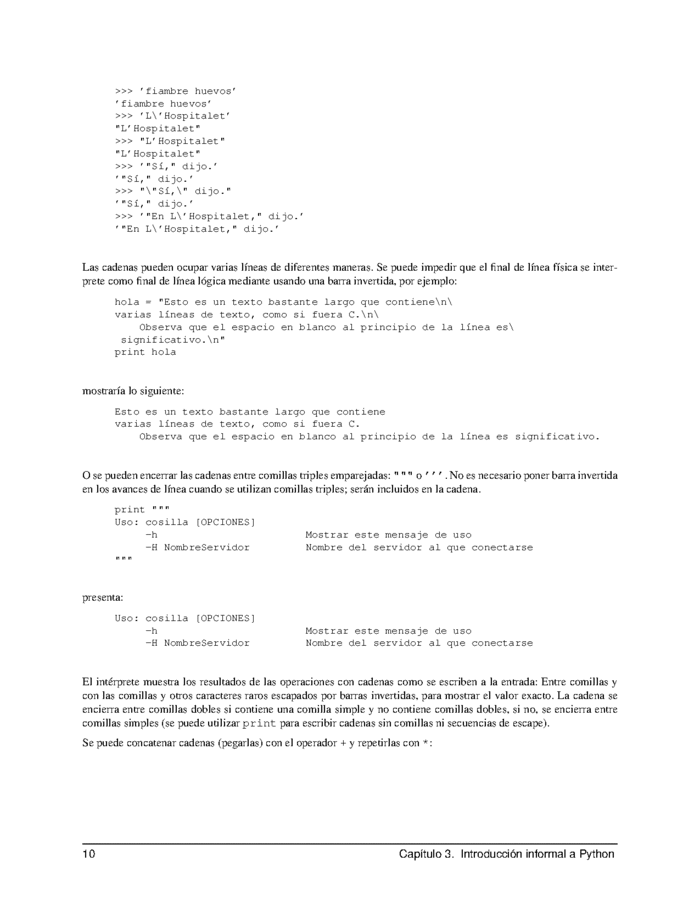 >>> 'fiambre huevos'
'fiambre huevos'
>>> 'L\'Hospitalet'
"L'Hospitalet"
>>> "L'Hospitalet"
"L'Hospitalet"
>>> '"Sí," dijo.'
'"Sí," dijo.'
>>> "\"Sí,\" dijo."
'"Sí," dijo.'
>>> '"En L\'Hospitalet," dijo.'
'"En L\'Hospitalet," dijo.'
Las cadenas pueden ocupar varias líneas de diferentes maneras. Se puede impedir que el final de línea física se inter-
prete como final de línea lógica mediante usando una barra invertida, por ejemplo:
hola = "Esto es un texto bastante largo que contiene\n\
varias líneas de texto, como si fuera C.\n\
    Observa que el espacio en blanco al principio de la línea es\
 significativo.\n"
print hola
mostraría lo siguiente:
Esto es un texto bastante largo que contiene
varias líneas de texto, como si fuera C.
    Observa que el espacio en blanco al principio de la línea es significativo.
O se pueden encerrar las cadenas entre comillas triples emparejadas: """ o '''. No es necesario poner barra invertida
en los avances de línea cuando se utilizan comillas triples; serán incluidos en la cadena.
print """
Uso: cosilla [OPCIONES]
     -h                        Mostrar este mensaje de uso
     -H NombreServidor         Nombre del servidor al que conectarse
"""
presenta:
Uso: cosilla [OPCIONES]
     -h                        Mostrar este mensaje de uso
     -H NombreServidor         Nombre del servidor al que conectarse
El intérprete muestra los resultados de las operaciones con cadenas como se escriben a la entrada: Entre comillas y
con las comillas y otros caracteres raros escapados por barras invertidas, para mostrar el valor exacto. La cadena se
encierra entre comillas dobles si contiene una comilla simple y no contiene comillas dobles, si no, se encierra entre
comillas simples (se puede utilizar print para escribir cadenas sin comillas ni secuencias de escape).
Se puede concatenar cadenas (pegarlas) con el operador + y repetirlas con *:
10 Capítulo 3. Introducción informal a Python